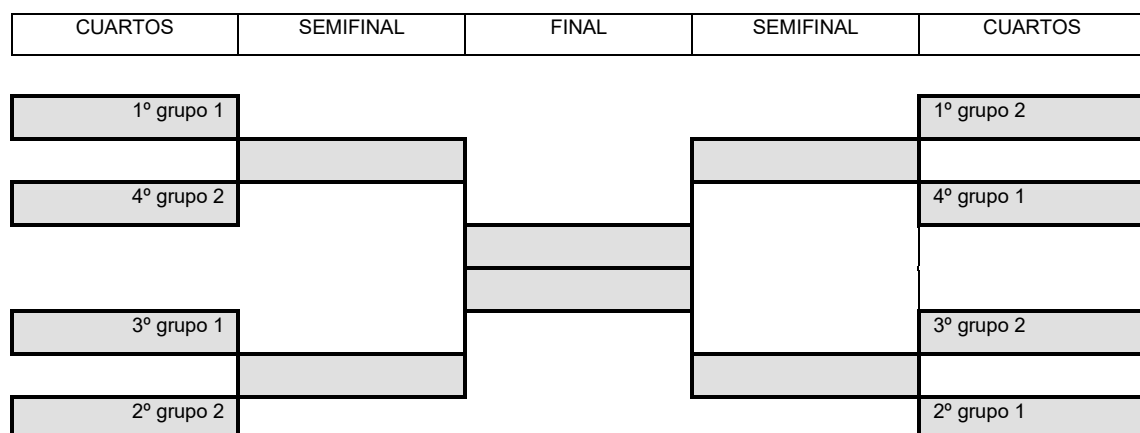 CUARTOS SEMIFINAL FINAL SEMIFINAL CUARTOS
1º grupo 1 1º grupo 2
4º grupo 2 4º grupo 1
3º grupo 1 3º grupo 2
2º grupo 2 2º grupo 1